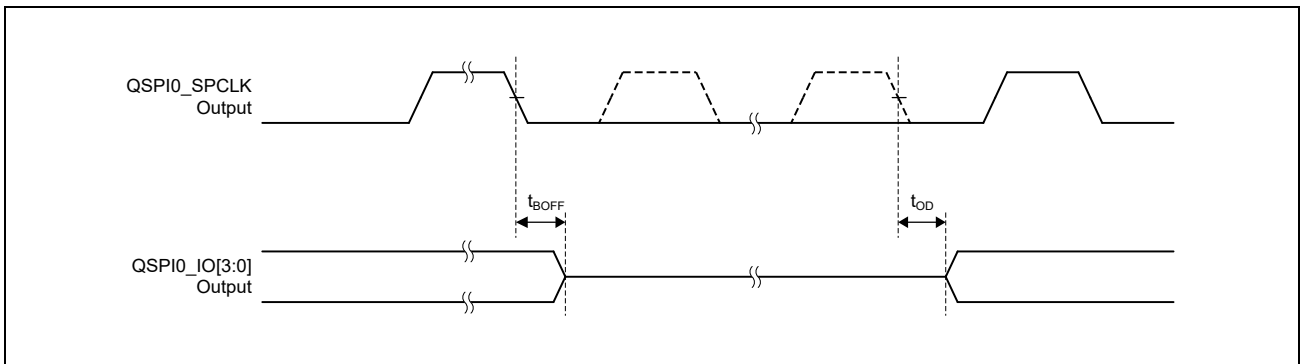 QSPI0_SPCLK
Output
tBOFF
tOD
QSPI0_IO[3:0]
Output